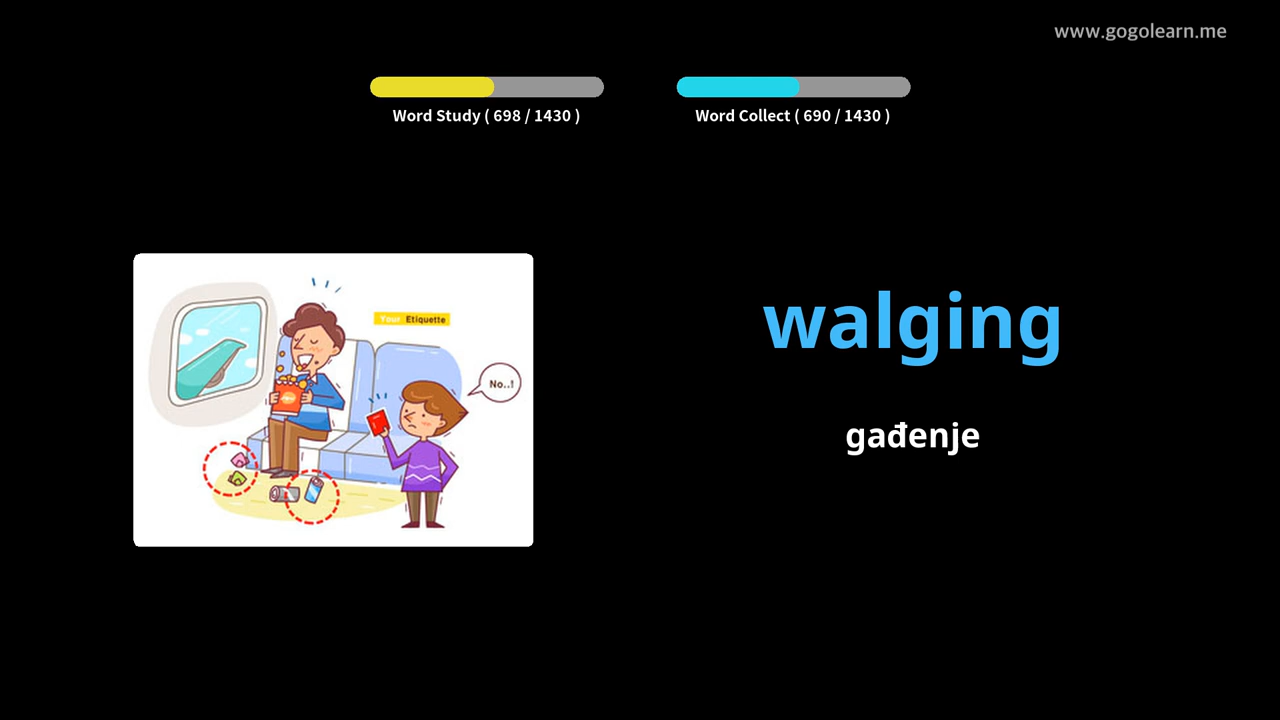 www.gogolearn.me
Word Study ( 698 / 1430 )
Word Collect ( 690 / 1430 )
Your Etiquette
No..!
walging
gađenje